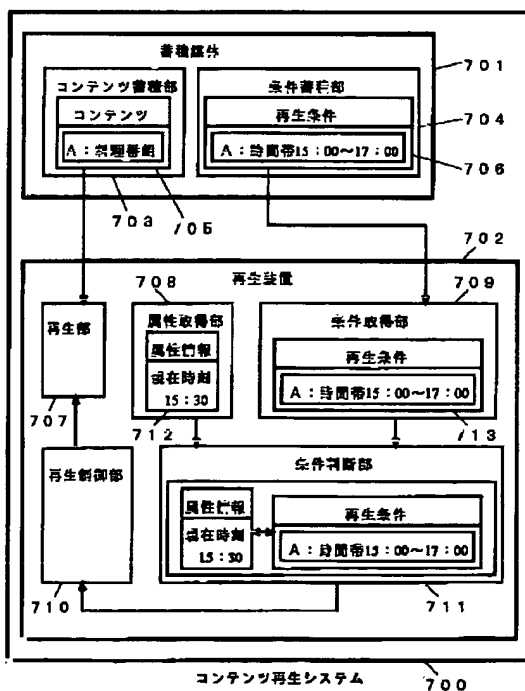 蓄積媒体
701
コンテンツ蓄積部
コンテンツ
A：料理番組
条件蓄積部
再生条件
A：時間帯15：00～17：00
704
706
703
705
702
再生装置
708
709
再生部
707
属性取得部
属性情報
現在時刻
15：30
712
条件取得部
再生条件
A：時間帯15：00～17：00
713
再生制御部
710
条件判断部
属性情報
現在時刻
15：30
再生条件
A：時間帯15：00～17：00
711
700
コンテンツ再生システム